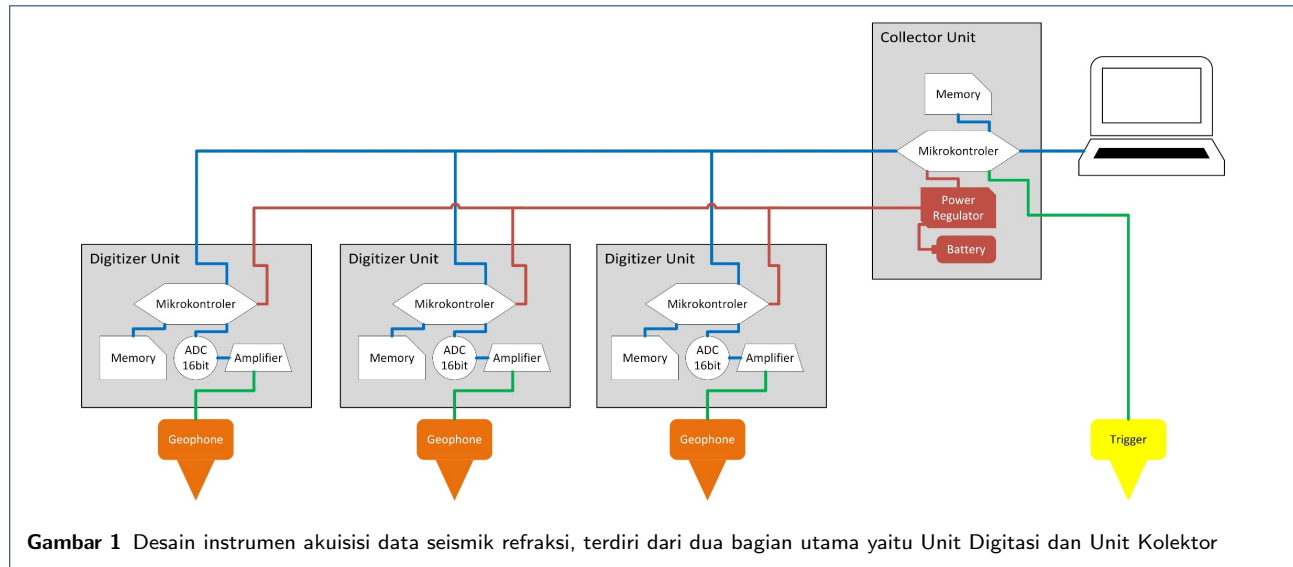 Collector Unit
Memory
Mikrokontroler
Power
Regulator
Battery
Digitizer Unit
Mikrokontroler
Memory
ADC
16bit
Amplifier
Geophone
Digitizer Unit
Mikrokontroler
Memory
ADC
16bit
Amplifier
Geophone
Digitizer Unit
Mikrokontroler
Memory
ADC
16bit
Amplifier
Geophone
Trigger
Gambar 1 Desain instrumen akuisisi data seismik refraksi, terdiri dari dua bagian utama yaitu Unit Digitasi dan Unit Kolektor